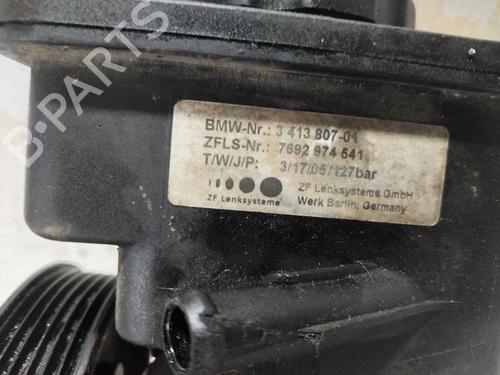 B-PARTS
BMW-Nr.: 3 413 807-01
ZFLS-Nr.: 7692 974 541
T/W/J/P: 3/17/05/127bar
ZF Lenksysteme GmbH
ZF Lenksysteme Werk Berlin, Germany